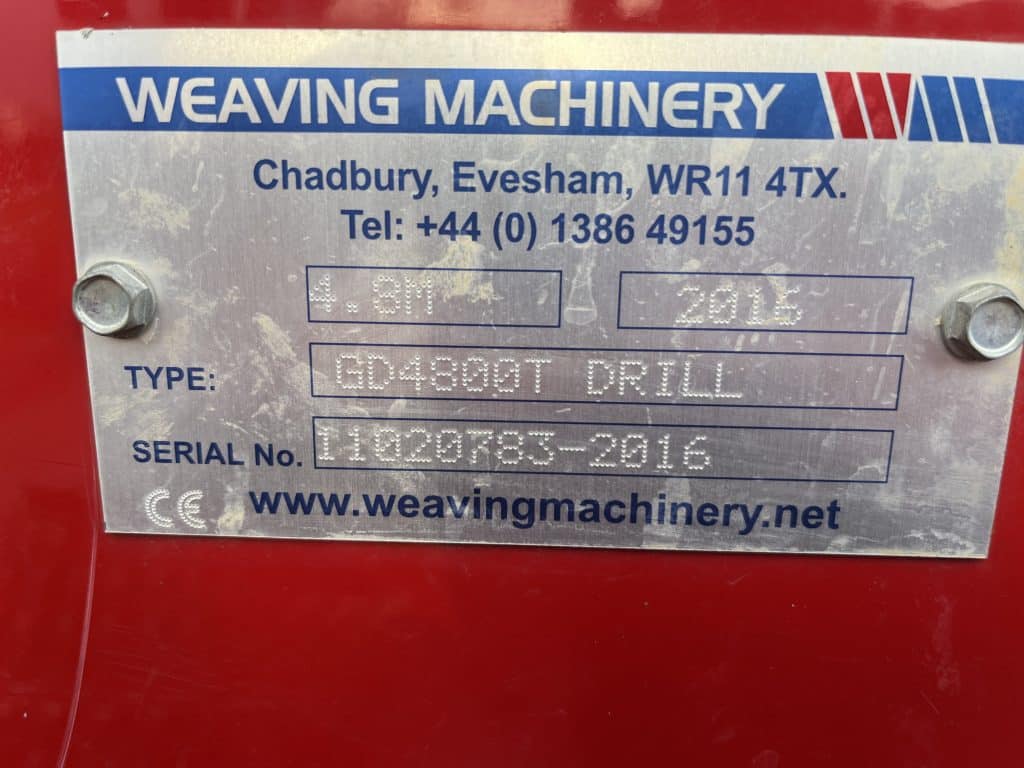 WEAVING MACHINERY
Chadbury, Evesham, WR11 4TX.
Tel: +44 (0) 1386 49155
4.8M 2016
TYPE: GD4800T DRILL
SERIAL No. 11020783-2016
CE www.weavingmachinery.net